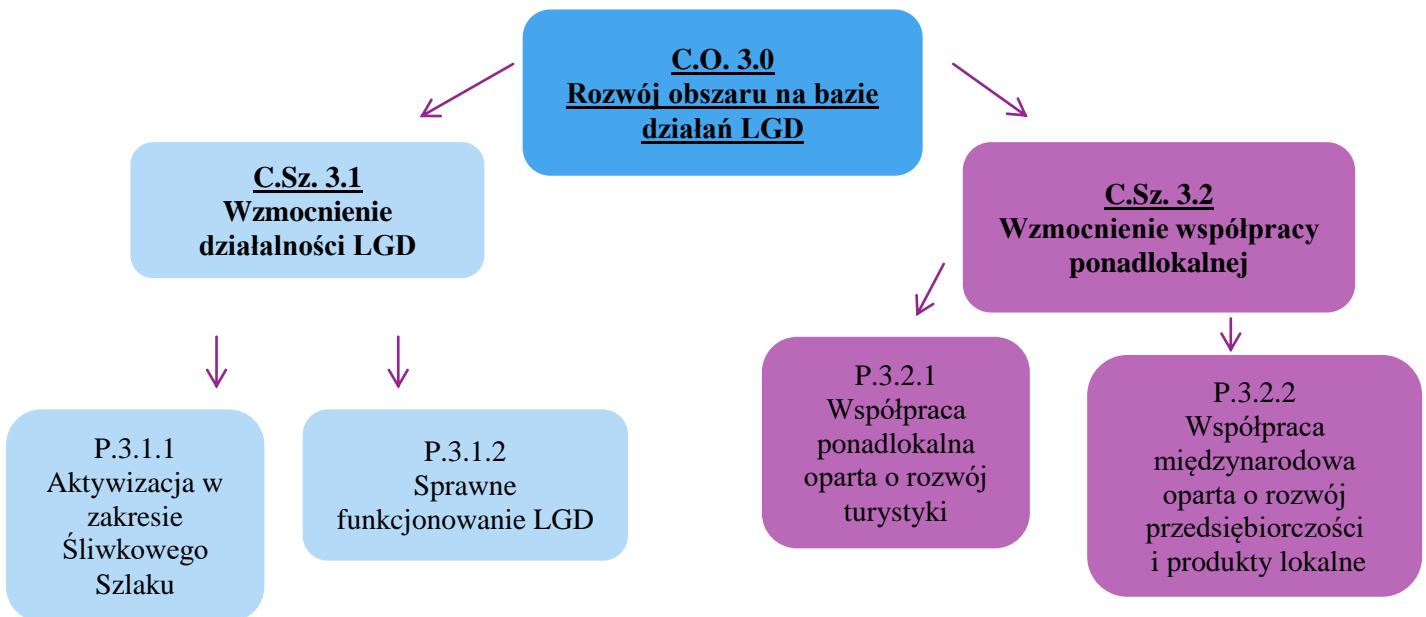 C.O. 3.0
Rozwój obszaru na bazie
działań LGD
C.Sz. 3.1
Wzmocnienie
działalności LGD
C.Sz. 3.2
Wzmocnienie współpracy
ponadlokalnej
P.3.1.1
Aktywizacja w
zakresie
Śliwkowego
Szlaku
P.3.1.2
Sprawne
funkcjonowanie LGD
P.3.2.1
Współpraca
ponadlokalna
oparta o rozwój
turystyki
P.3.2.2
Współpraca
międzynarodowa
oparta o rozwój
przedsiębiorczości
i produkty lokalne